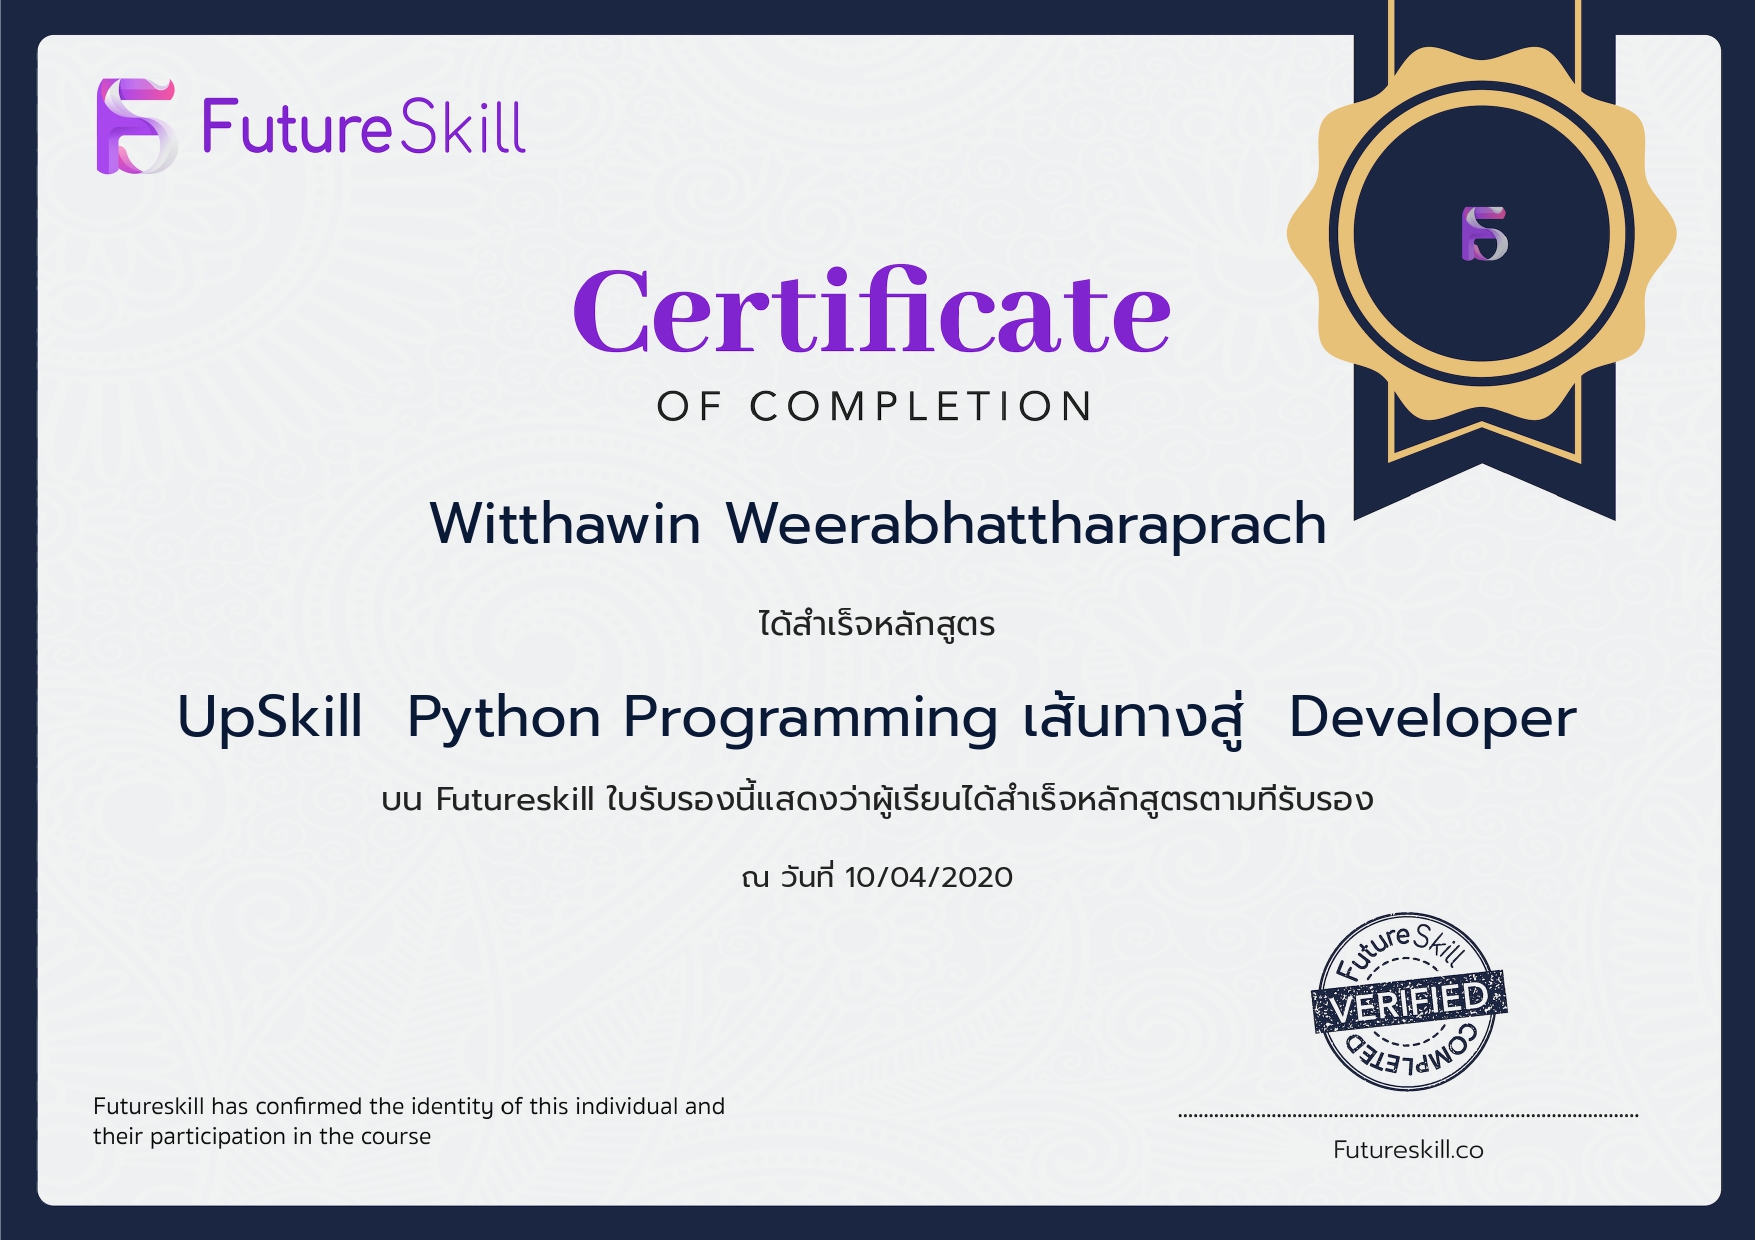 FutureSkill
Certificate
OF COMPLETION
Witthawin Weerabhattharaprach
ได้สำเร็จหลักสูตร
UpSkill Python Programming เส้นทางสู่ Developer
บน Futureskill ใบรับรองนี้แสดงว่าผู้เรียนได้สำเร็จหลักสูตรตามทีรับรอง
ณ วันที่ 10/04/2020
FutureSkill
VERIFIED
COMPLETED
Futureskill has confirmed the identity of this individual and
their participation in the course
Futureskill.co